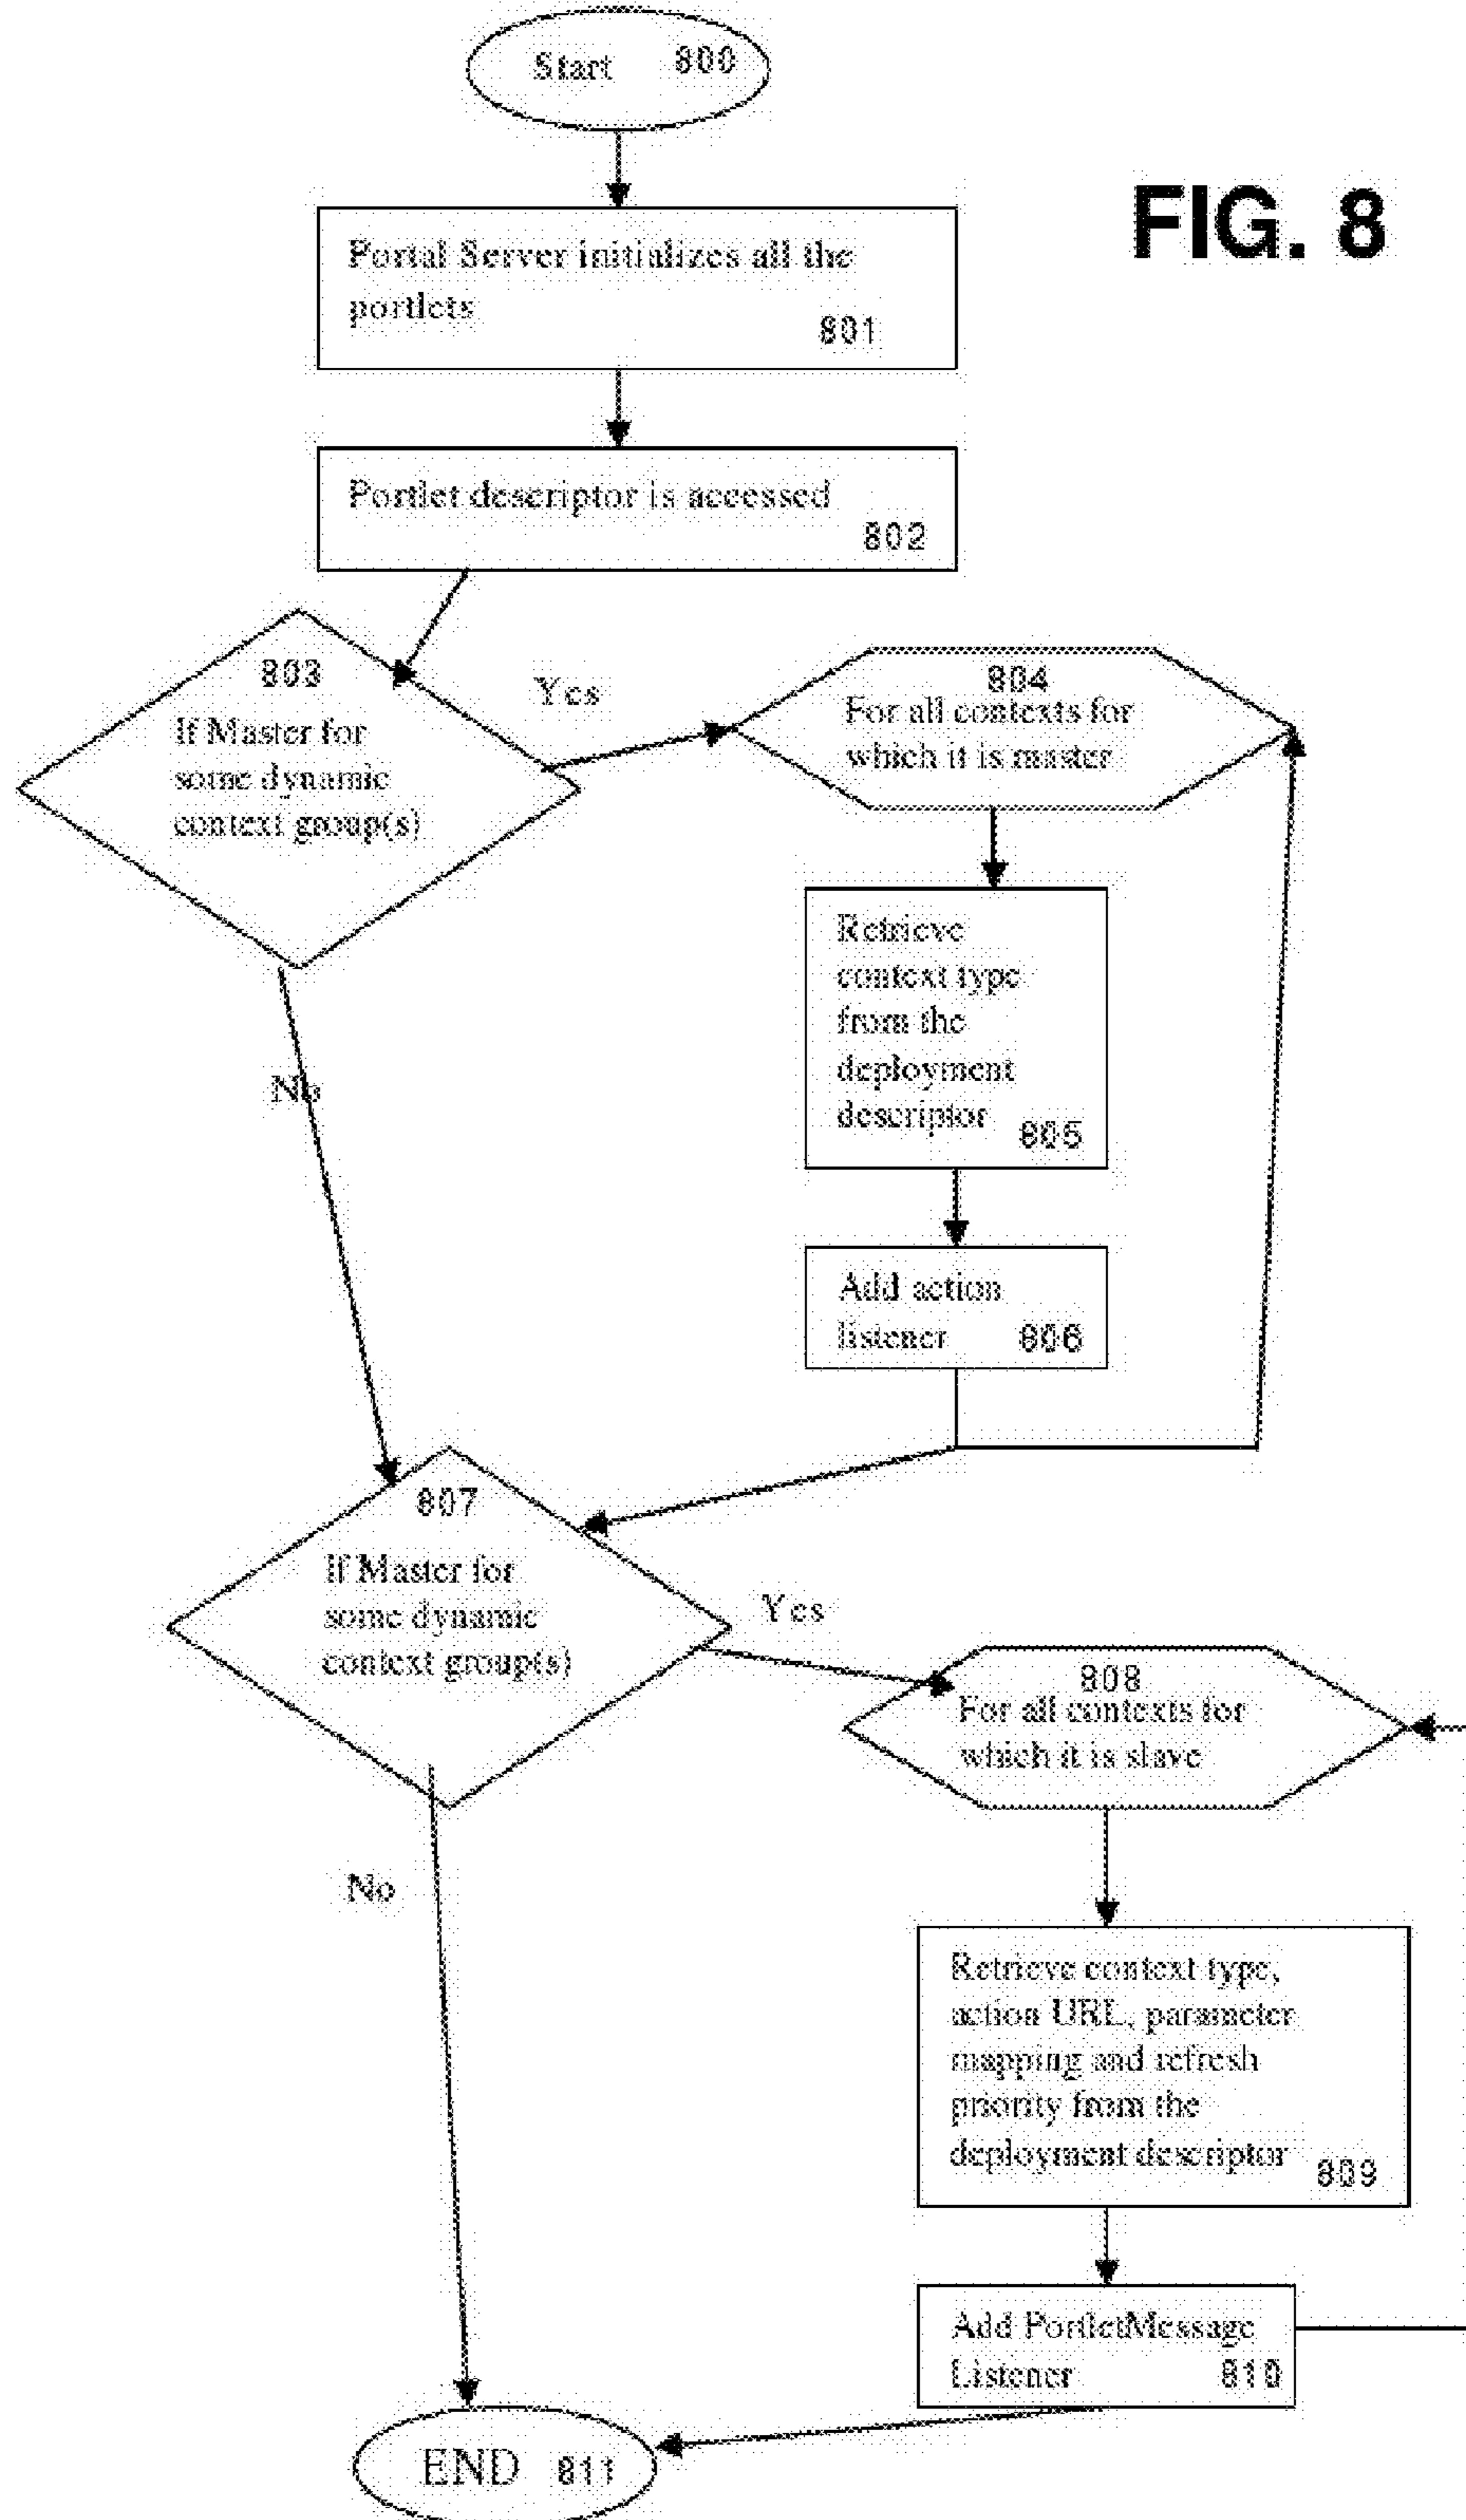 Start 800
FIG. 8
Portal Server initializes all the
portlets
801
Portlet descriptor is accessed
802
803
If Master for
some dynamic
context group(s)
Yes
804
For all contexts for
which it is master
Retrieve
context type
from the
deployment
descriptor
805
No
Add action
listener 806
807
If Master for
some dynamic
context group(s)
Yes
808
For all contexts for
which it is slave
No
Retrieve context type,
action URL, parameter
mapping and refresh
priority from the
deployment descriptor
809
Add PortletMessage
Listener 810
END 811